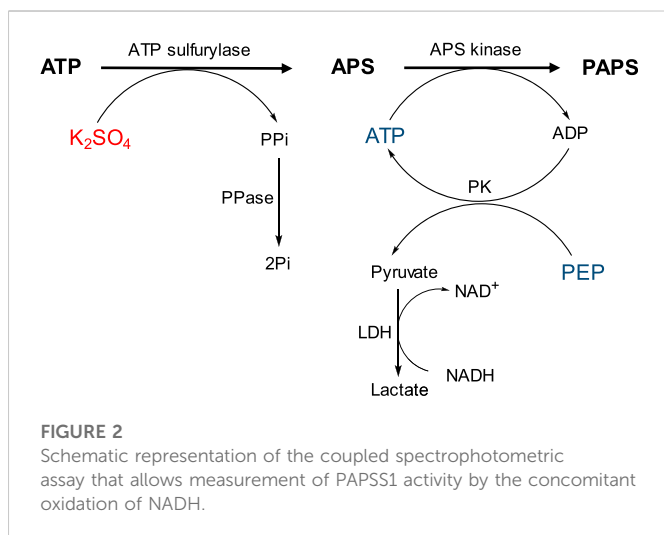 ATP sulfurylase
APS kinase
ATP
APS
PAPS
K₂SO₄
PPi
ATP
ADP
PPase
PK
2Pi
Pyruvate
PEP
NAD⁺
LDH
NADH
Lactate
FIGURE 2
Schematic representation of the coupled spectrophotometric
assay that allows measurement of PAPSS1 activity by the concomitant
oxidation of NADH.